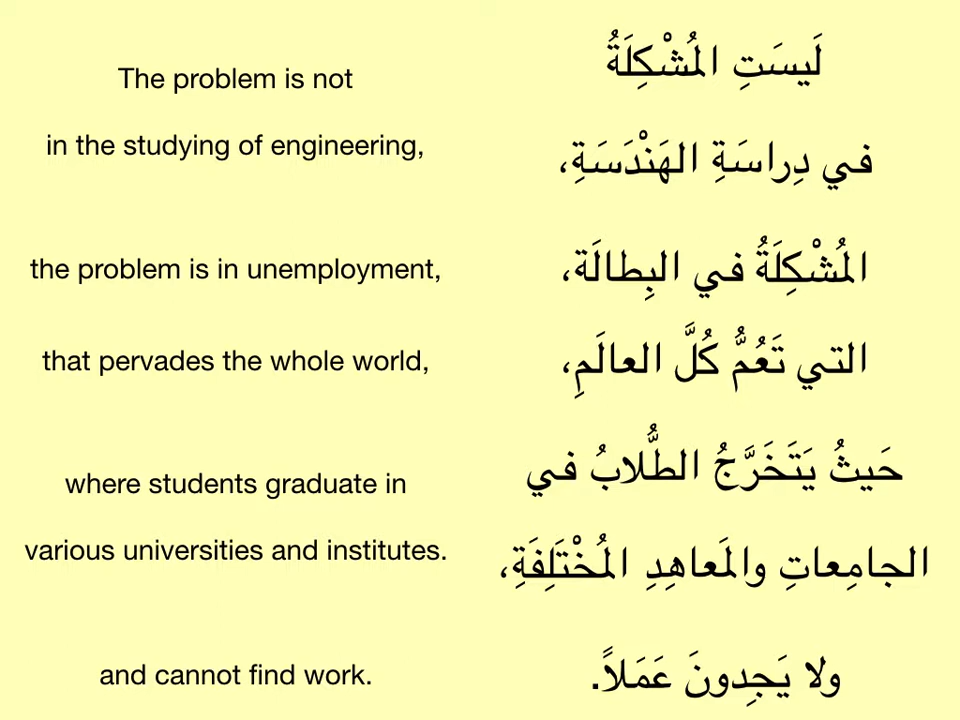 The problem is not
لَيسَتِ المُشْكِلَةُ
in the studying of engineering,
في دِراسَةِ الهَنْدَسَةِ،
the problem is in unemployment,
المُشْكِلَةُ في البِطالَة،
that pervades the whole world,
التي تَعُمُّ كُلَّ العالَمِ،
where students graduate in
حَيثُ يَتَخَرَّجُ الطُّلابُ في
various universities and institutes.
الجامِعاتِ والمَعاهِدِ المُخْتَلِفَةِ،
and cannot find work.
ولا يَجِدونَ عَمَلاً.